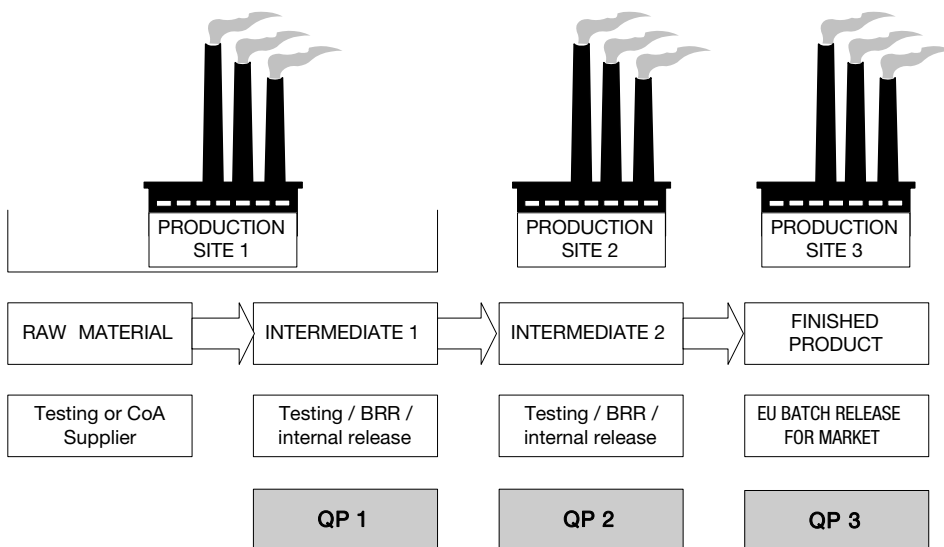 PRODUCTION
SITE 1
PRODUCTION
SITE 2
PRODUCTION
SITE 3
RAW MATERIAL
INTERMEDIATE 1
INTERMEDIATE 2
FINISHED
PRODUCT
Testing or CoA
Supplier
Testing / BRR /
internal release
Testing / BRR /
internal release
EU BATCH RELEASE
FOR MARKET
QP 1
QP 2
QP 3